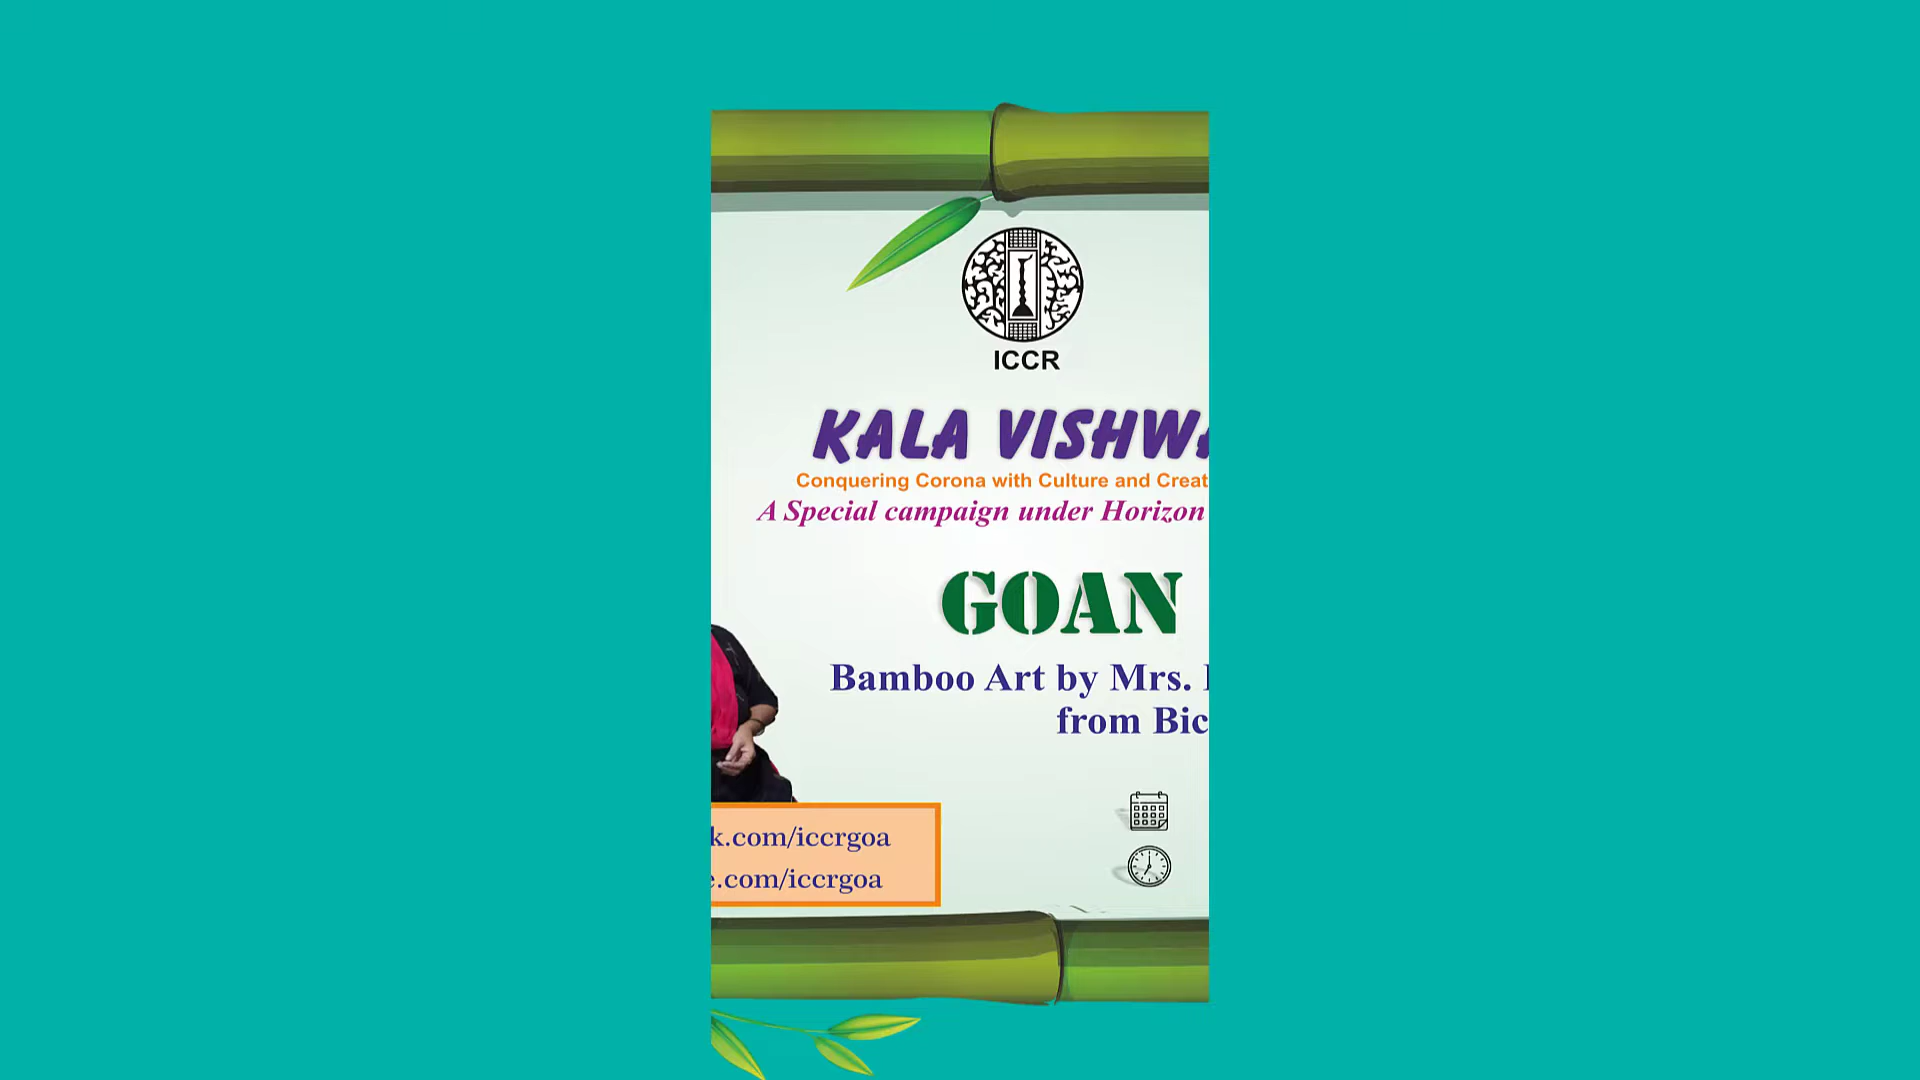 ICCR
KALA VISHWA
Conquering Corona with Culture and Creat
A Special campaign under Horizon
GOAN
Bamboo Art by Mrs.
from Bic
k.com/iccrgoa
e.com/iccrgoa